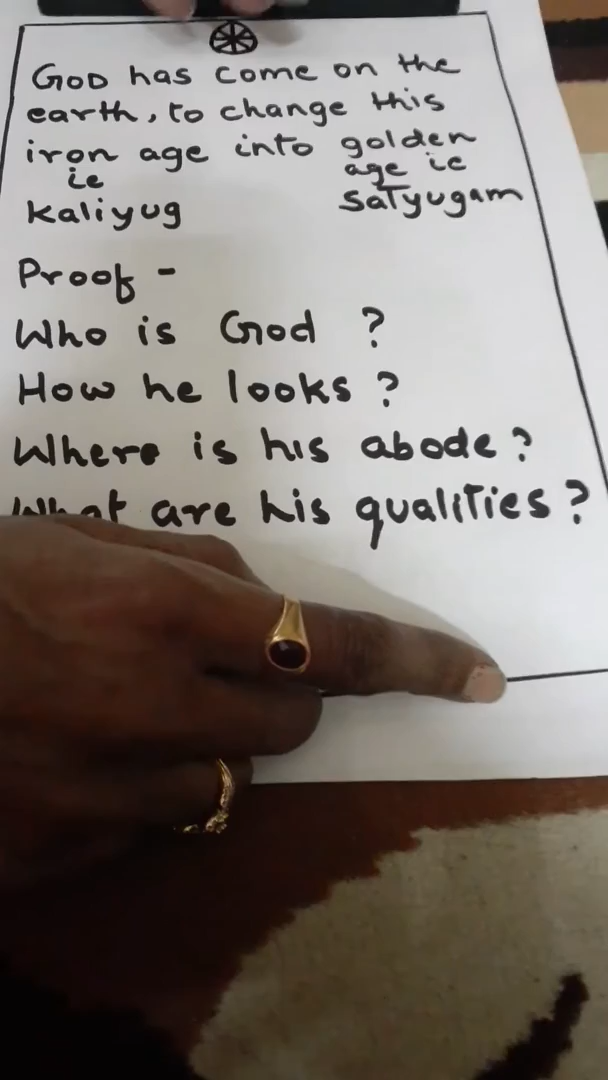 God has come on the
earth, to change this
iron age into golden
ie age ie
Kaliyug Satyugam
Proof -
Who is God ?
How he looks ?
Where is his abode ?
What are his qualities ?